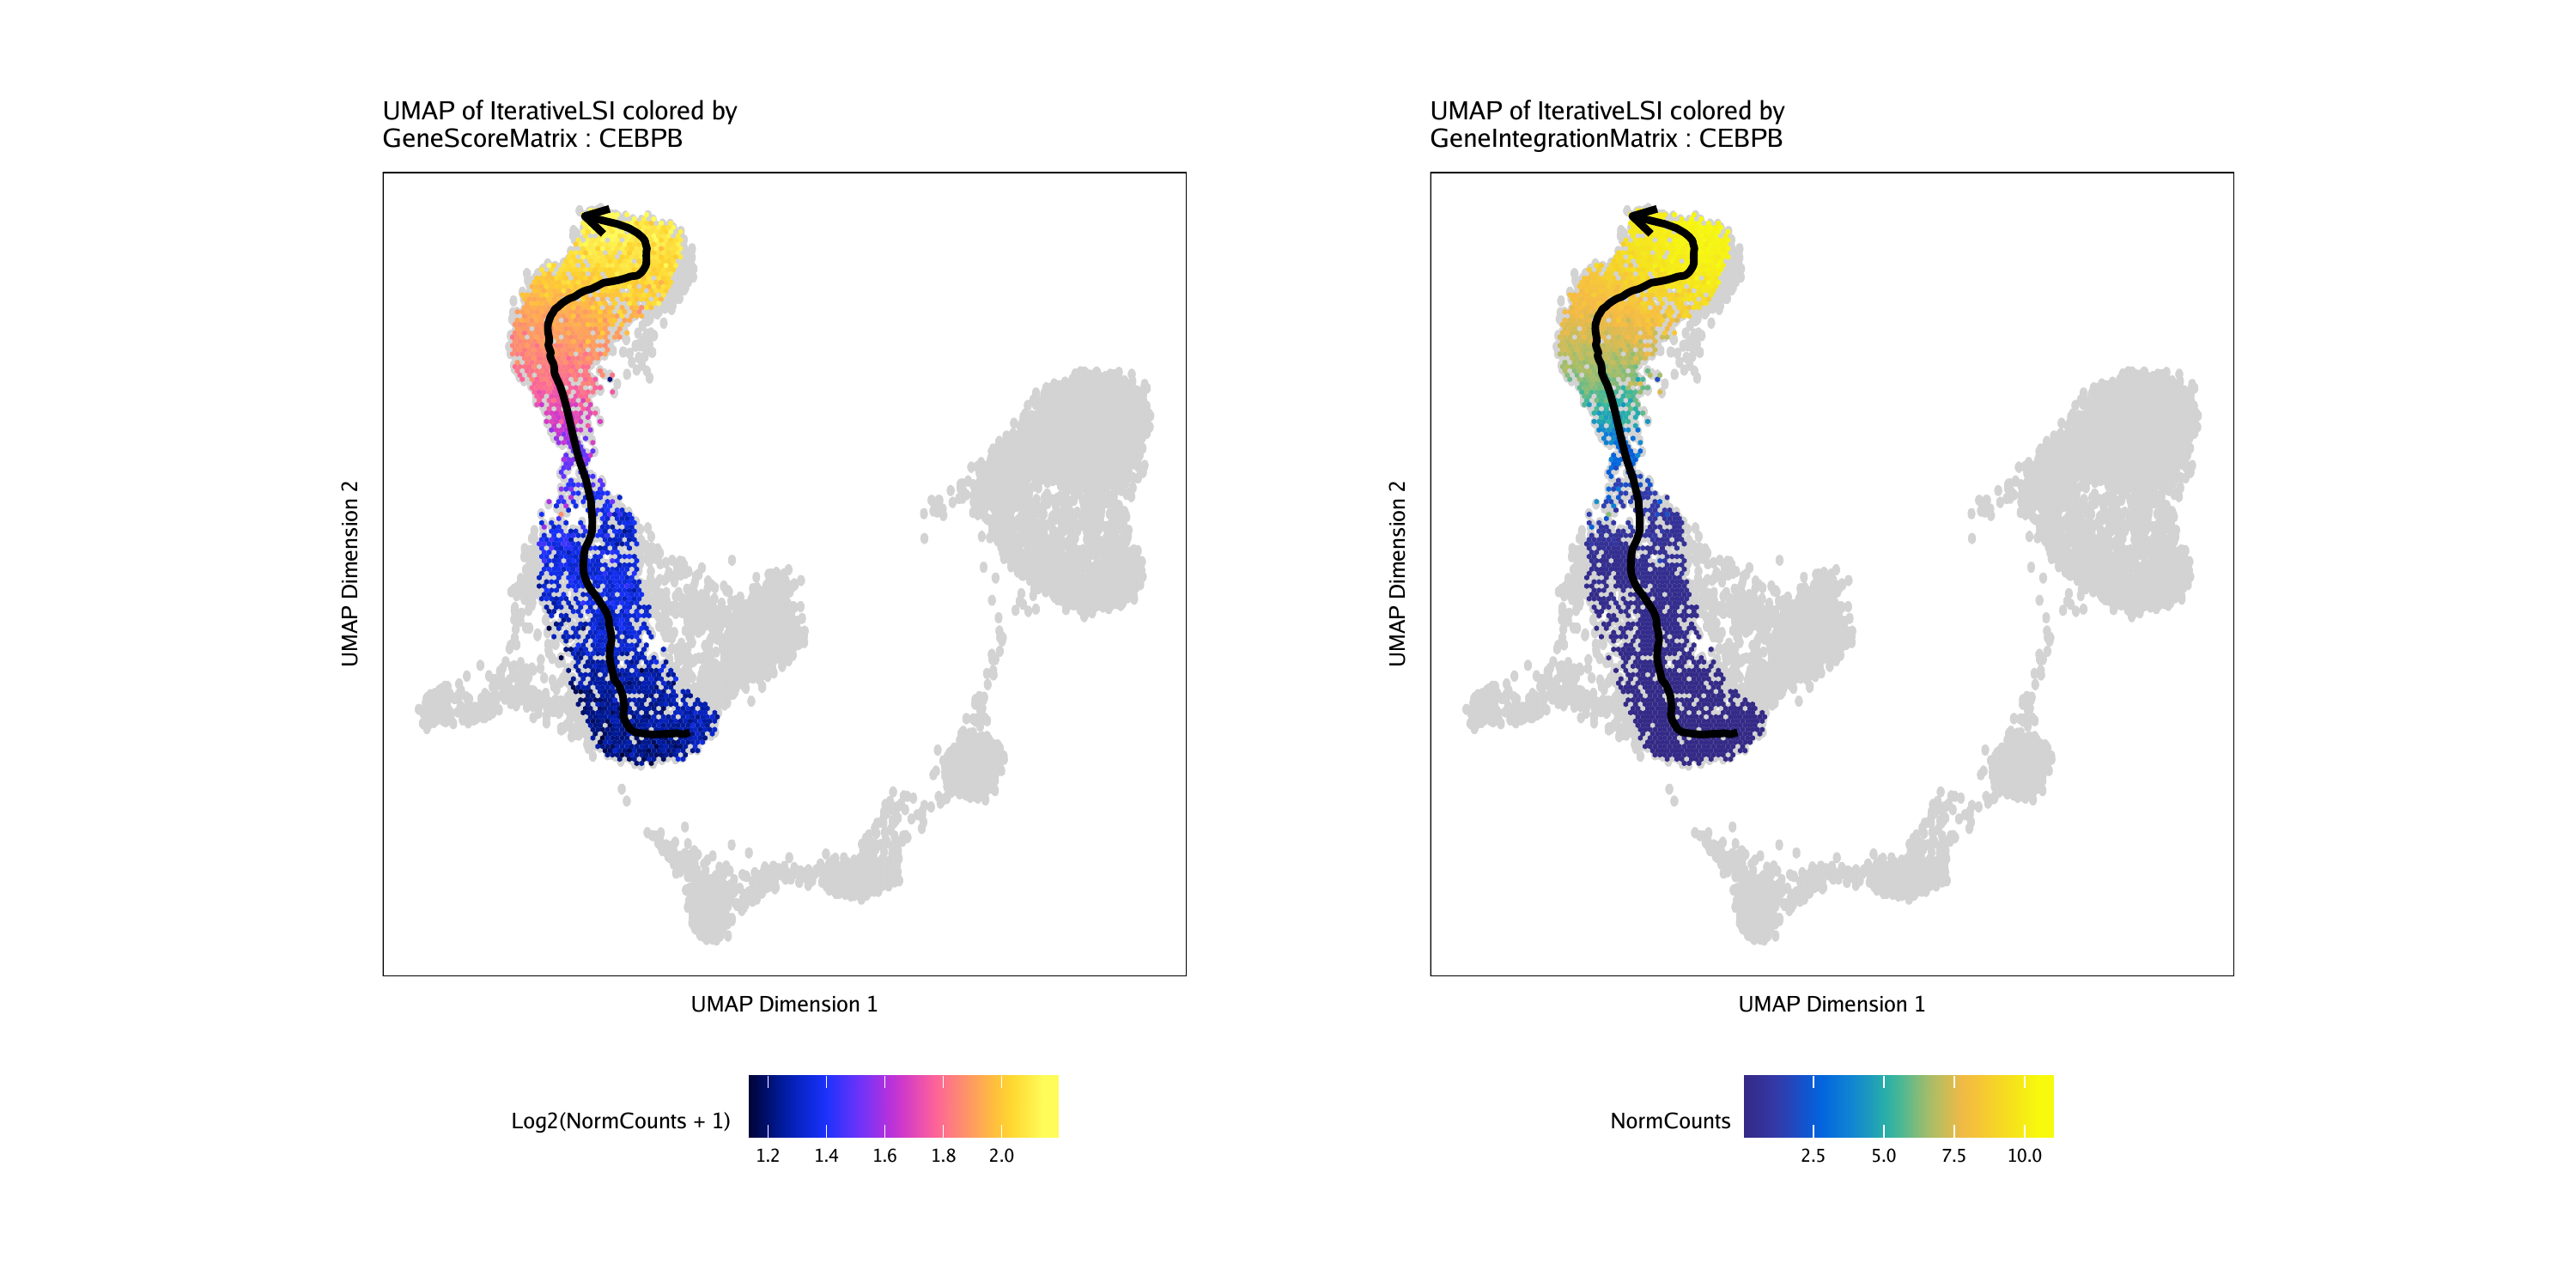 UMAP of IterativeLSI colored by
GeneScoreMatrix : CEBPB
UMAP Dimension 2
UMAP Dimension 1
Log2(NormCounts + 1)
1.2 1.4 1.6 1.8 2.0
UMAP of IterativeLSI colored by
GeneIntegrationMatrix : CEBPB
UMAP Dimension 2
UMAP Dimension 1
NormCounts
2.5 5.0 7.5 10.0